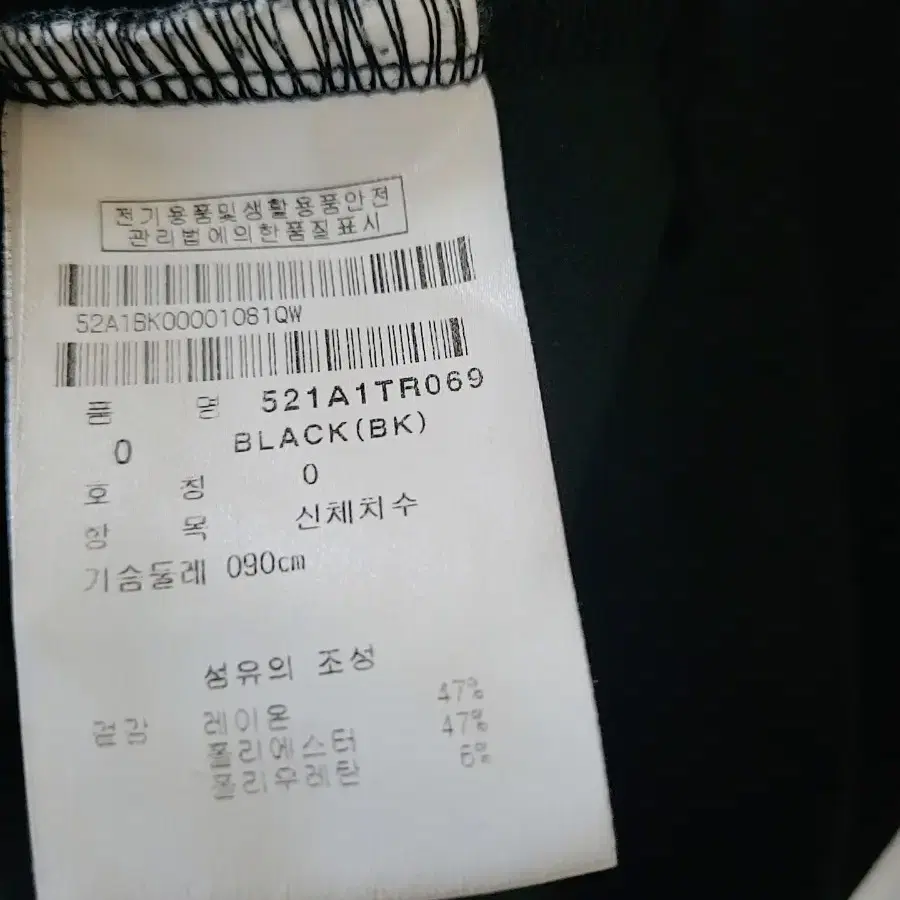 전기용품및생활용품안전
관리법에의한품질표시
52A1BK00001081QW
품 명 521A1TR069
0 BLACK(BK)
호 칭 0
항 목 신체치수
가슴둘레 090cm
섬유의 조성
겉감 레이온 47%
폴리에스터 47%
폴리우레탄 6%